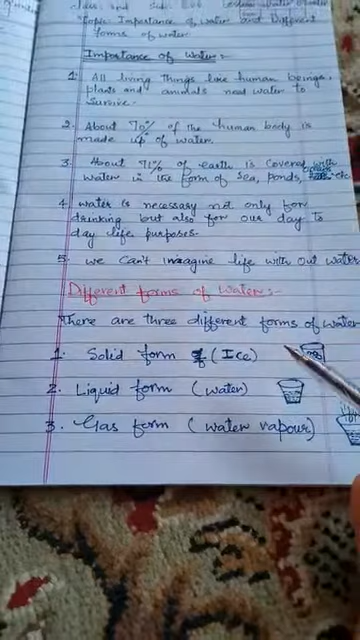 class and Sub: EVS
Topic: Importance of water and Different
forms of water.
Importance of Water:-
1. All living things like human beings,
plants and animals need water to
Survive.
2. About 70% of the human body is
made up of water.
3. About 71% of earth is covered with
water in the form of Sea, ponds, etc
4. water is necessary not only for
drinking but also for our day to
day life purposes.
5. we can't imagine life with out water
Different forms of Water:-
There are three different forms of water
1. Solid form (Ice)
2. Liquid form (water)
3. Gas form (water vapour)